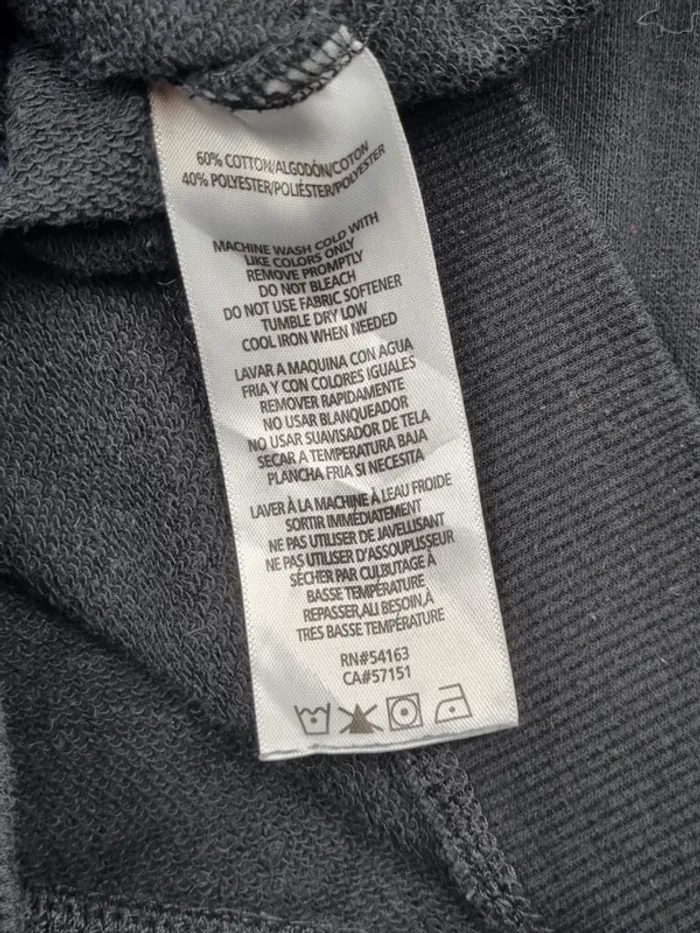 60% COTTON/ALGODÓN/COTON
40% POLYESTER/POLIÉSTER/POLYESTER
MACHINE WASH COLD WITH
LIKE COLORS ONLY
REMOVE PROMPTLY
DO NOT BLEACH
DO NOT USE FABRIC SOFTENER
TUMBLE DRY LOW
COOL IRON WHEN NEEDED
LAVAR A MAQUINA CON AGUA
FRIA Y CON COLORES IGUALES
REMOVER RAPIDAMENTE
NO USAR BLANQUEADOR
NO USAR SUAVISADOR DE TELA
SECAR A TEMPERATURA BAJA
PLANCHA FRIA SI NECESITA
LAVER À LA MACHINE À LEAU FROIDE
SORTIR IMMÉDIATEMENT
NE PAS UTILISER DE JAVELLISANT
NE PAS UTILISER D'ASSOUPLISSEUR
SÉCHER PAR CULBUTAGE À
BASSE TEMPÉRATURE
REPASSER,ALI BESOIN,À
TRES BASSE TEMPÉRATURE
RN#54163
CA#57151